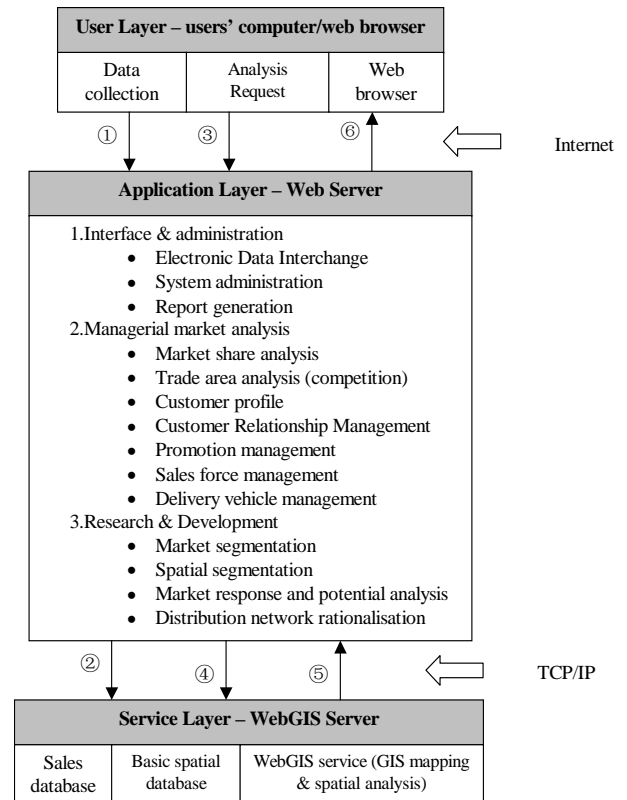 User Layer – users' computer/web browser
Data collection
Analysis Request
Web browser
① ③ ⑥
Internet
Application Layer – Web Server
1.Interface & administration
• Electronic Data Interchange
• System administration
• Report generation
2.Managerial market analysis
• Market share analysis
• Trade area analysis (competition)
• Customer profile
• Customer Relationship Management
• Promotion management
• Sales force management
• Delivery vehicle management
3.Research & Development
• Market segmentation
• Spatial segmentation
• Market response and potential analysis
• Distribution network rationalisation
② ④ ⑤
TCP/IP
Service Layer – WebGIS Server
Sales database
Basic spatial database
WebGIS service (GIS mapping & spatial analysis)